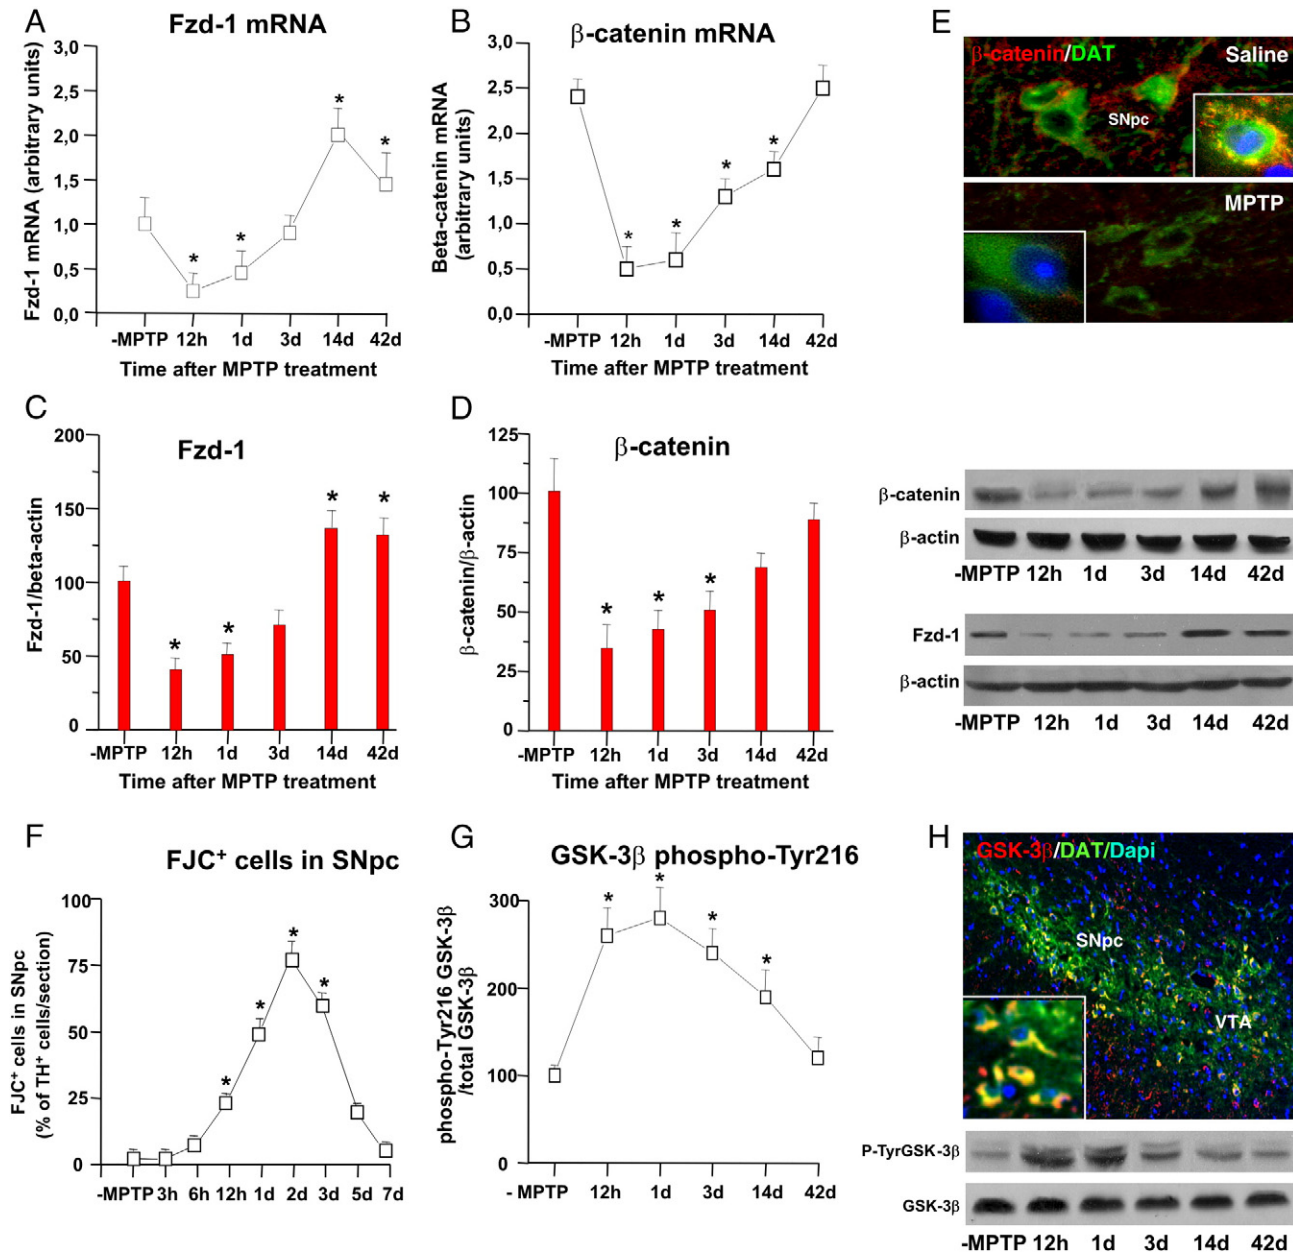 A
Fzd-1 mRNA
3,0
2,5
2,0
1,5
1,0
0,5
0,0
Fzd-1 mRNA (arbitrary units)
*
*
*
*
-MPTP 12h 1d 3d 14d 42d
Time after MPTP treatment
B
β-catenin mRNA
3,0
2,5
2,0
1,5
1,0
0,5
0,0
Beta-catenin mRNA
(arbitrary units)
*
*
*
*
-MPTP 12h 1d 3d 14d 42d
Time after MPTP treatment
E
β-catenin/DAT
Saline
SNpc
MPTP
C
Fzd-1
200
150
100
50
0
Fzd-1/beta-actin
*
*
*
*
-MPTP 12h 1d 3d 14d 42d
Time after MPTP treatment
D
β-catenin
125
100
75
50
25
0
β-catenin/β-actin
*
*
*
-MPTP 12h 1d 3d 14d 42d
Time after MPTP treatment
β-catenin
β-actin
-MPTP 12h 1d 3d 14d 42d
Fzd-1
β-actin
-MPTP 12h 1d 3d 14d 42d
F
FJC⁺ cells in SNpc
100
75
50
25
0
FJC⁺ cells in SNpc
(% of TH⁺ cells/section)
*
*
*
*
-MPTP 3h 6h 12h 1d 2d 3d 5d 7d
G
GSK-3β phospho-Tyr216
300
200
100
0
phospho-Tyr216 GSK-3β
/total GSK-3β
*
*
*
*
- MPTP 12h 1d 3d 14d 42d
H
GSK-3β/DAT/Dapi
SNpc
VTA
P-TyrGSK-3β
GSK-3β
-MPTP 12h 1d 3d 14d 42d